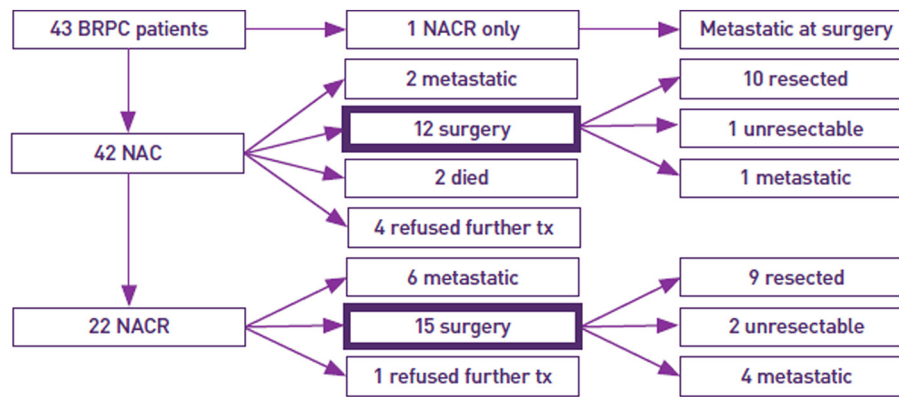 43 BRPC patients
1 NACR only
Metastatic at surgery
2 metastatic
10 resected
12 surgery
1 unresectable
42 NAC
2 died
1 metastatic
4 refused further tx
6 metastatic
9 resected
22 NACR
15 surgery
2 unresectable
1 refused further tx
4 metastatic